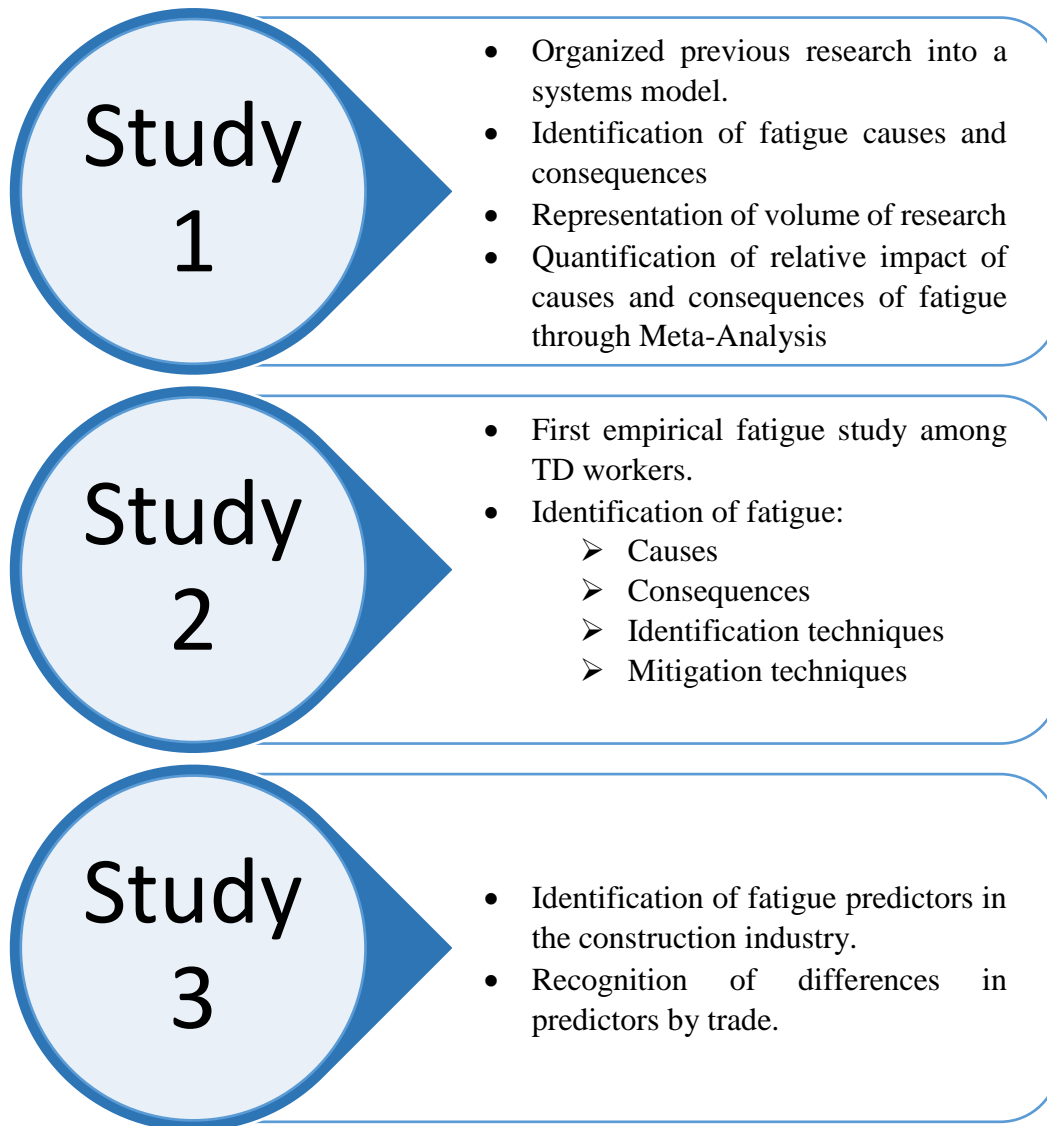 Study
1
• Organized previous research into a
systems model.
• Identification of fatigue causes and
consequences
• Representation of volume of research
• Quantification of relative impact of
causes and consequences of fatigue
through Meta-Analysis
Study
2
• First empirical fatigue study among
TD workers.
• Identification of fatigue:
➢ Causes
➢ Consequences
➢ Identification techniques
➢ Mitigation techniques
Study
3
• Identification of fatigue predictors in
the construction industry.
• Recognition of differences in
predictors by trade.